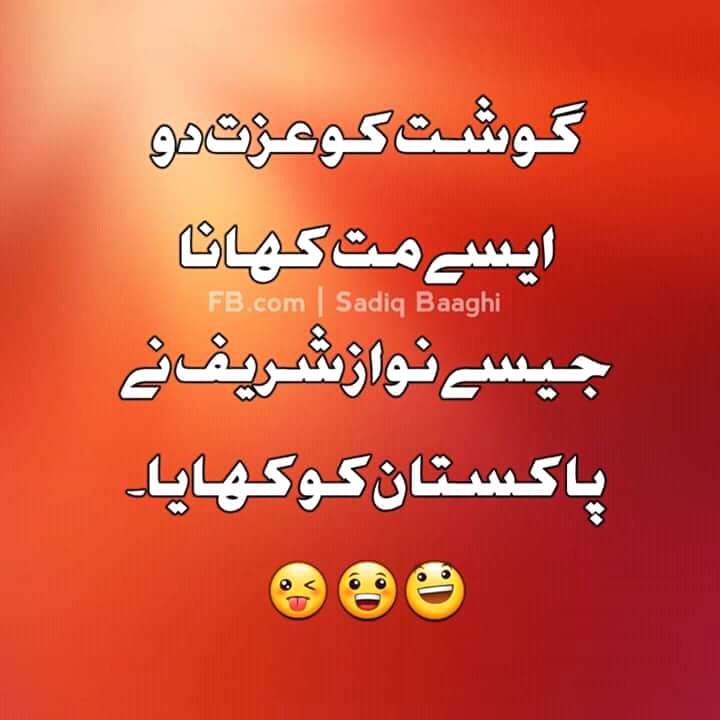 گوشت کو عزت دو
ایسے مت کھانا
FB.com | Sadiq Baaghi
جیسے نواز شریف نے
پاکستان کو کھایا۔